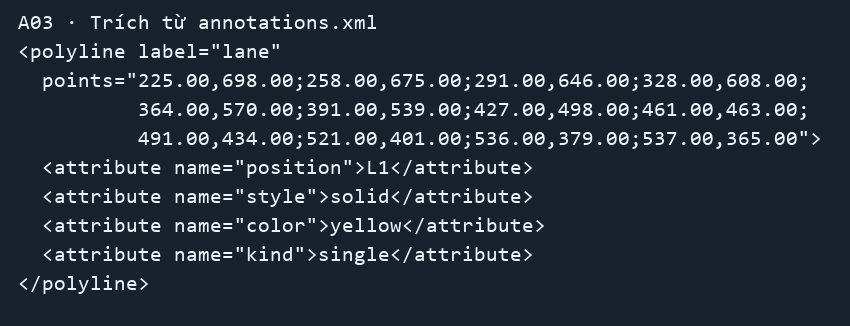 A03 · Trích từ annotations.xml
<polyline label="lane"
points="225.00,698.00;258.00,675.00;291.00,646.00;328.00,608.00;
364.00,570.00;391.00,539.00;427.00,498.00;461.00,463.00;
491.00,434.00;521.00,401.00;536.00,379.00;537.00,365.00">
<attribute name="position">L1</attribute>
<attribute name="style">solid</attribute>
<attribute name="color">yellow</attribute>
<attribute name="kind">single</attribute>
</polyline>